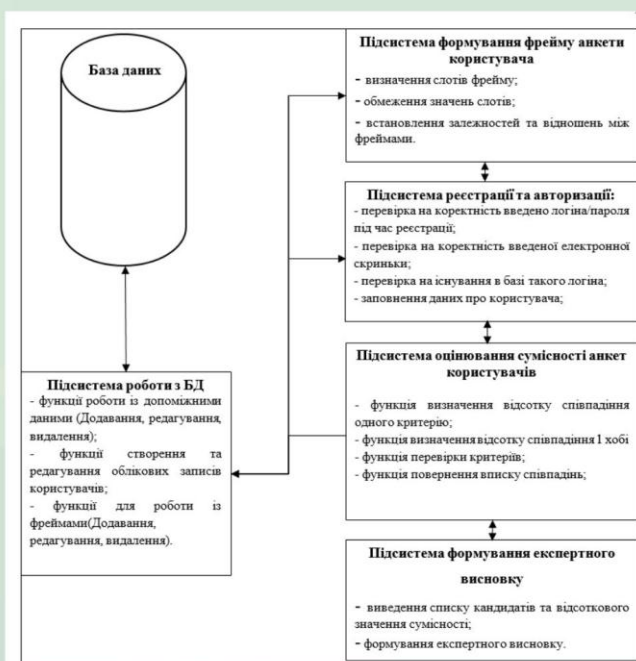 База даних
Підсистема роботи з БД
- функції роботи із допоміжними
даними (Додавання, редагування,
видалення);
- функції створення та
редагування облікових записів
користувачів;
- функції для роботи із
фреймами(Додавання,
редагування, видалення).
Підсистема формування фрейму анкети
користувача
- визначення слотів фрейму;
- обмеження значень слотів;
- встановлення залежностей та відношень між
фреймами.
Підсистема реєстрації та авторизації:
- перевірка на коректність введено логіна/пароля
під час реєстрації;
- перевірка на коректність введеної електронної
скриньки;
- перевірка на існування в базі такого логіна;
- заповнення даних про користувача;
Підсистема оцінювання сумісності анкет
користувачів
- функція визначення відсотку співпадіння
одного критерію;
- функція визначення відсотку співпадіння 1 хобі
- функція перевірки критеріїв;
- функція повернення вписку співпадінь;
Підсистема формування експертного
висновку
- виведення списку кандидатів та відсоткового
значення сумісності;
- формування експертного висновку.